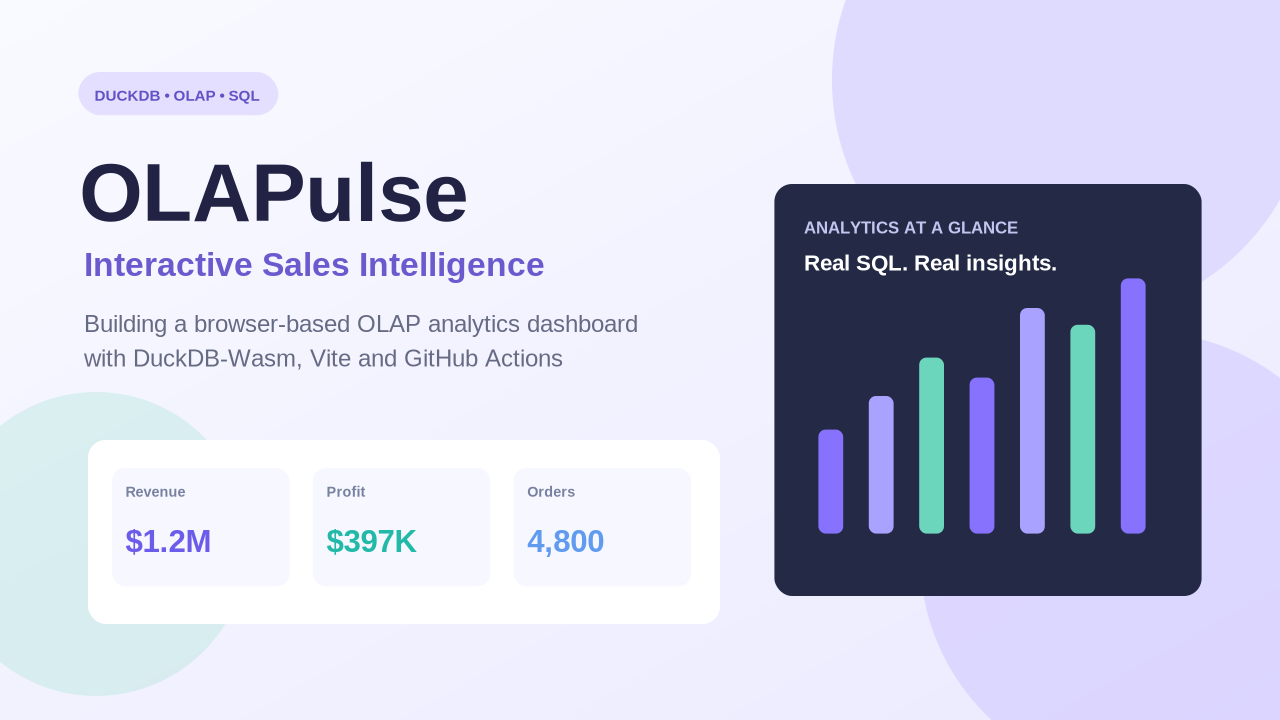 DUCKDB • OLAP • SQL
OLAPulse
Interactive Sales Intelligence
Building a browser-based OLAP analytics dashboard
with DuckDB-Wasm, Vite and GitHub Actions
Revenue
$1.2M
Profit
$397K
Orders
4,800
ANALYTICS AT A GLANCE
Real SQL. Real insights.